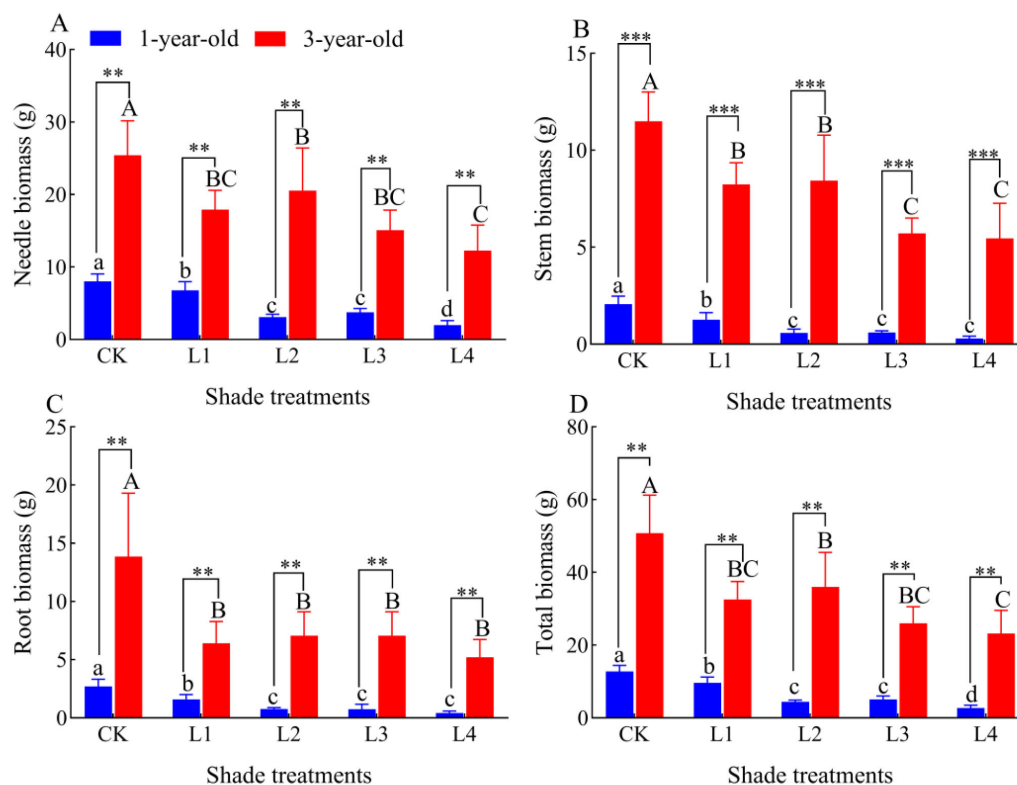 A
1-year-old 3-year-old
Needle biomass (g)
40
30
20
10
0
** ** ** ** **
A BC B BC C
a b c c d
CK L1 L2 L3 L4
Shade treatments
B
Stem biomass (g)
15
10
5
0
*** *** *** *** ***
A B B C C
a b c c c
CK L1 L2 L3 L4
Shade treatments
C
Root biomass (g)
25
20
15
10
5
0
** ** ** ** **
A B B B B
a b c c c
CK L1 L2 L3 L4
Shade treatments
D
Total biomass (g)
80
60
40
20
0
** ** ** ** **
A BC B BC C
a b c c d
CK L1 L2 L3 L4
Shade treatments